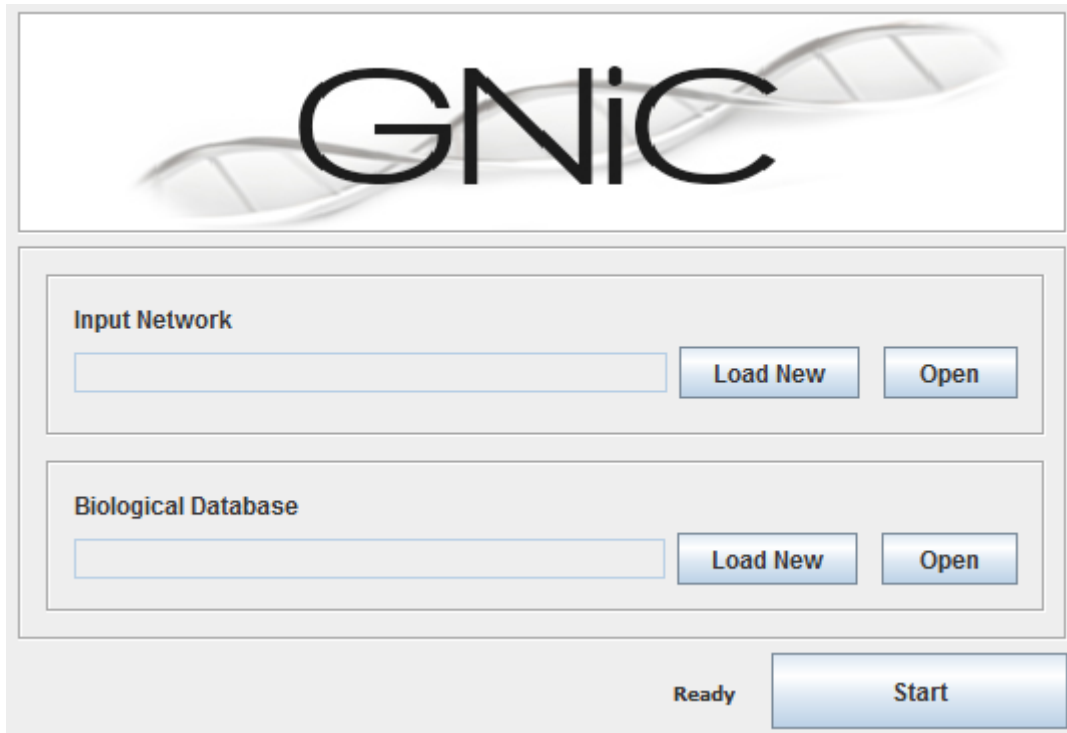 GNiC
Input Network
Load New Open
Biological Database
Load New Open
Ready Start